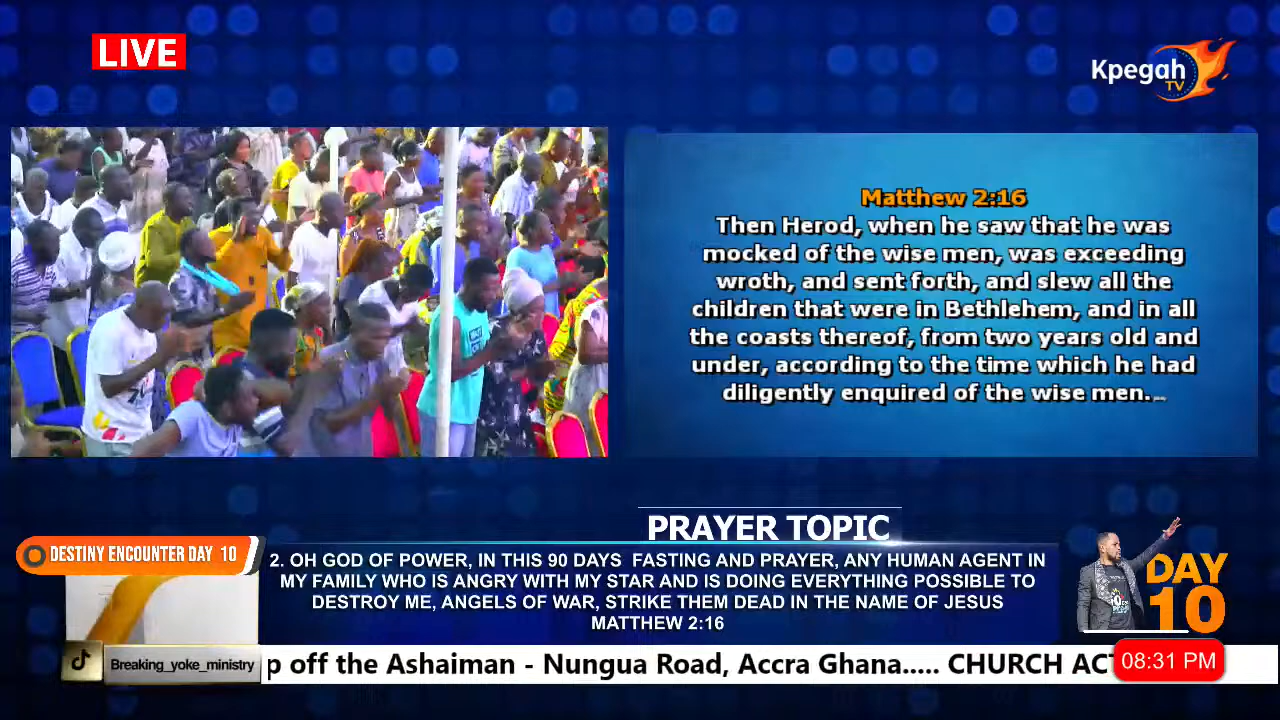 LIVE
Kpegah
TV
Matthew 2:16
Then Herod, when he saw that he was
mocked of the wise men, was exceeding
wroth, and sent forth, and slew all the
children that were in Bethlehem, and in all
the coasts thereof, from two years old and
under, according to the time which he had
diligently enquired of the wise men.
PRAYER TOPIC
DESTINY ENCOUNTER DAY 10
2. OH GOD OF POWER, IN THIS 90 DAYS FASTING AND PRAYER, ANY HUMAN AGENT IN
MY FAMILY WHO IS ANGRY WITH MY STAR AND IS DOING EVERYTHING POSSIBLE TO
DESTROY ME, ANGELS OF WAR, STRIKE THEM DEAD IN THE NAME OF JESUS
MATTHEW 2:16
DAY
10
Breaking_yoke_ministry
p off the Ashaiman - Nungua Road, Accra Ghana..... CHURCH ACT
08:31 PM